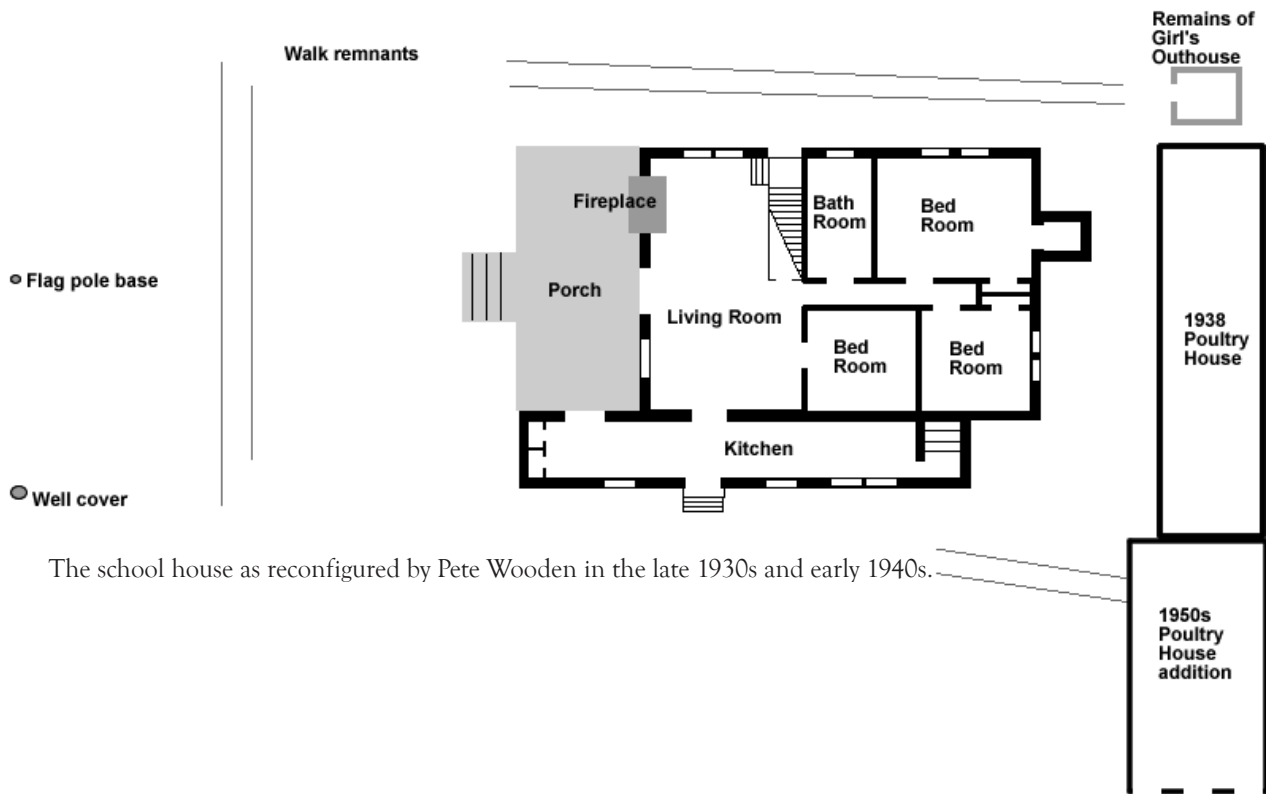 Remains of
Girl's
Outhouse
Walk remnants
Fireplace
Bath
Room
Bed
Room
Flag pole base
Porch
Living Room
1938
Poultry
House
Bed
Room
Bed
Room
Kitchen
Well cover
The school house as reconfigured by Pete Wooden in the late 1930s and early 1940s.
1950s
Poultry
House
addition